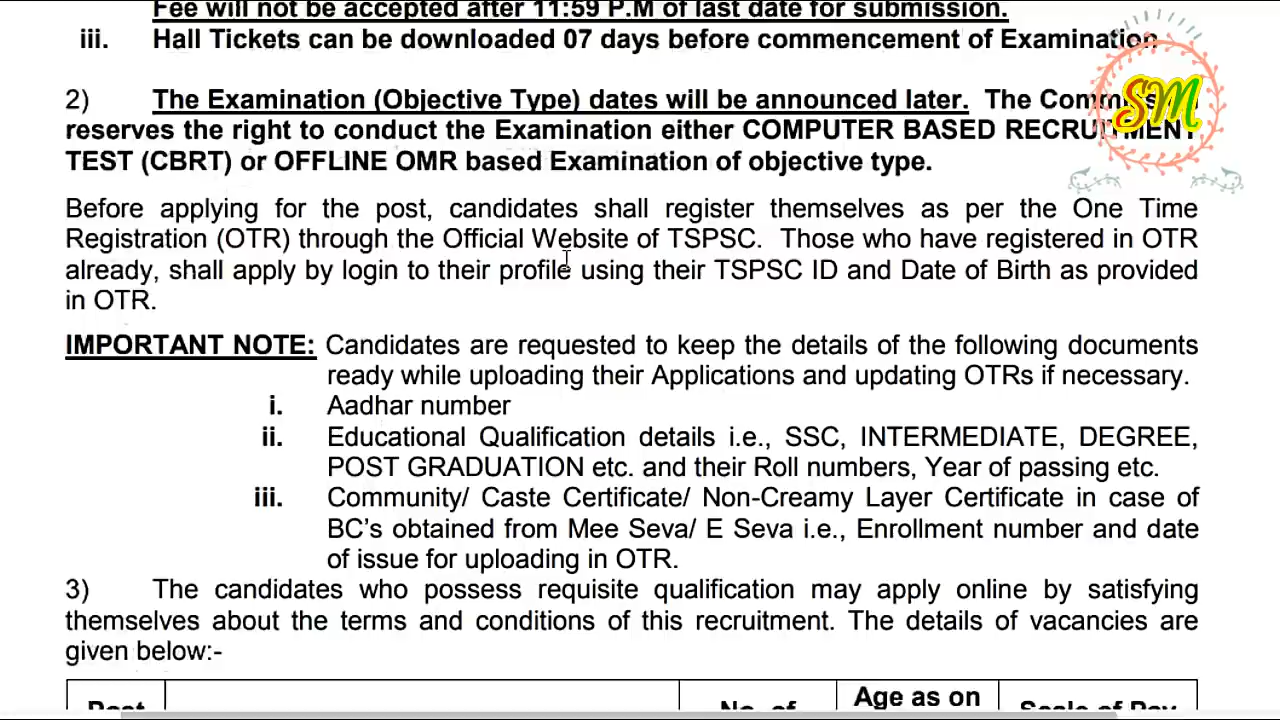 Fee will not be accepted after 11:59 P.M of last date for submission.
iii. Hall Tickets can be downloaded 07 days before commencement of Examination
SM
2) The Examination (Objective Type) dates will be announced later. The Commission
reserves the right to conduct the Examination either COMPUTER BASED RECRUITMENT
TEST (CBRT) or OFFLINE OMR based Examination of objective type.
Before applying for the post, candidates shall register themselves as per the One Time
Registration (OTR) through the Official Website of TSPSC. Those who have registered in OTR
already, shall apply by login to their profile using their TSPSC ID and Date of Birth as provided
in OTR.
IMPORTANT NOTE: Candidates are requested to keep the details of the following documents
ready while uploading their Applications and updating OTRs if necessary.
i. Aadhar number
ii. Educational Qualification details i.e., SSC, INTERMEDIATE, DEGREE,
POST GRADUATION etc. and their Roll numbers, Year of passing etc.
iii. Community/ Caste Certificate/ Non-Creamy Layer Certificate in case of
BC's obtained from Mee Seva/ E Seva i.e., Enrollment number and date
of issue for uploading in OTR.
3) The candidates who possess requisite qualification may apply online by satisfying
themselves about the terms and conditions of this recruitment. The details of vacancies are
given below:-
Post No. of Age as on Scale of Pay